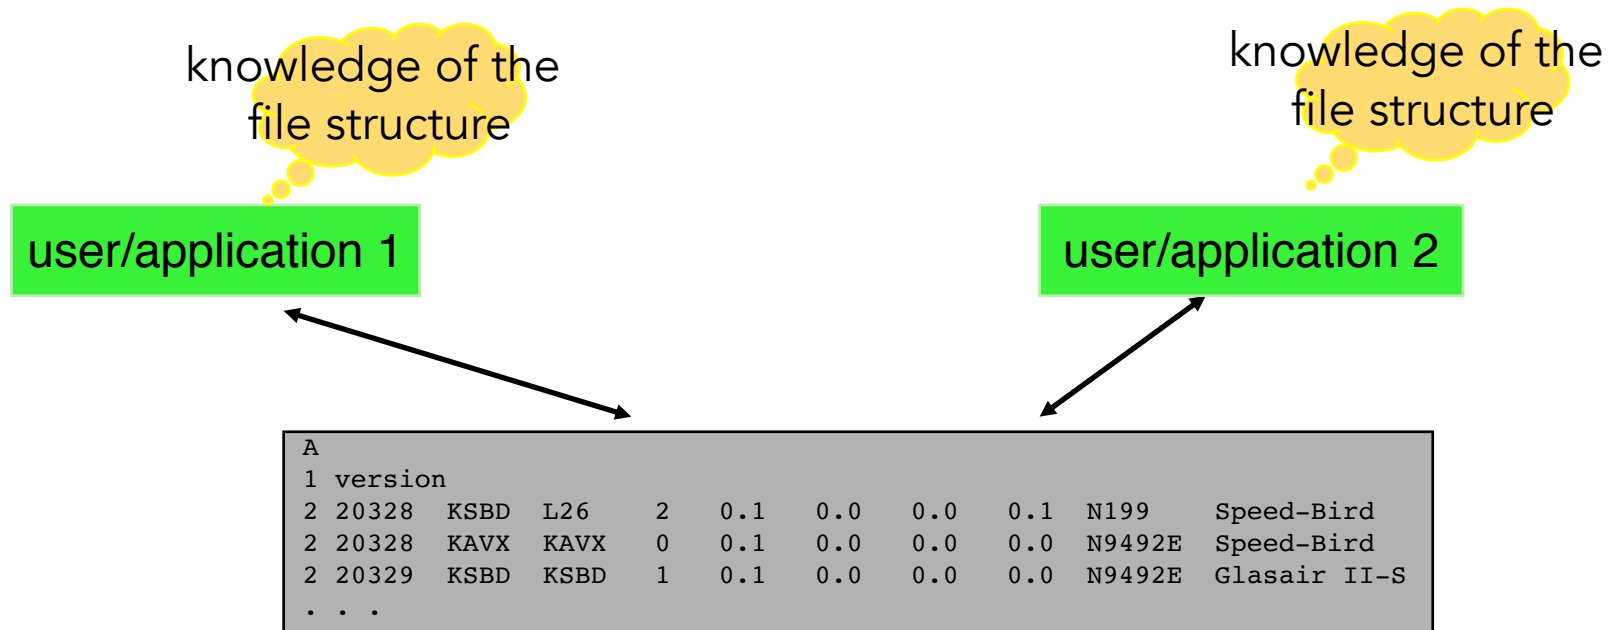 knowledge of the
file structure
knowledge of the
file structure
user/application 1
user/application 2
A
1 version
2 20328  KSBD  L26   2   0.1   0.0   0.0   0.1  N199    Speed-Bird
2 20328  KAVX  KAVX  0   0.1   0.0   0.0   0.0  N9492E  Speed-Bird
2 20329  KSBD  KSBD  1   0.1   0.0   0.0   0.0  N9492E  Glasair II-S
. . .